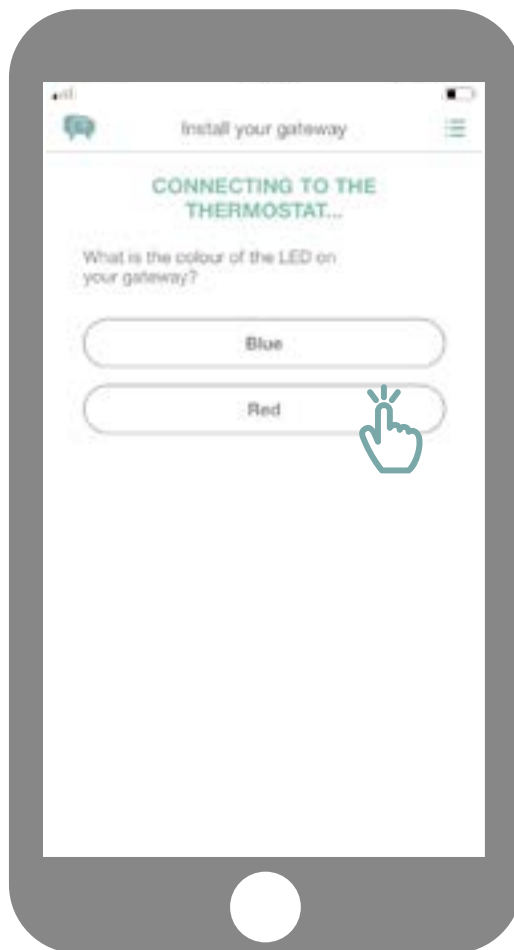 Install your gateway
CONNECTING TO THE
THERMOSTAT...
What is the colour of the LED on
your gateway?
Blue
Red